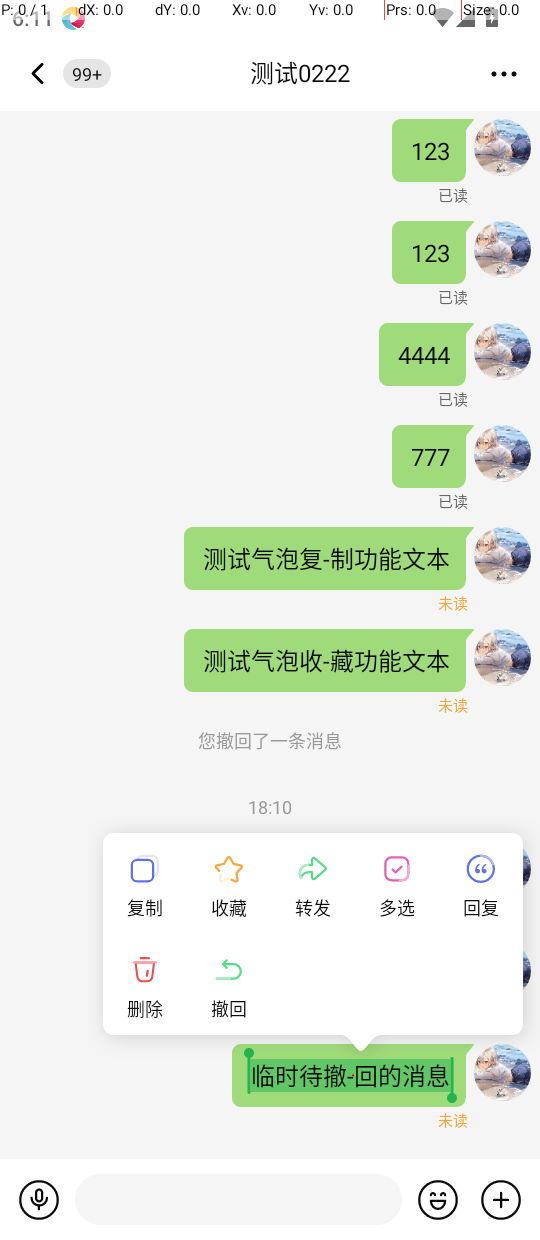 P: 0 / 1 dX: 0.0 dY: 0.0 Xv: 0.0 Yv: 0.0 Prs: 0.0 Size: 0.0
6:11
99+ 测试0222
123
已读
123
已读
4444
已读
777
已读
测试气泡复-制功能文本
未读
测试气泡收-藏功能文本
未读
您撤回了一条消息
18:10
复制 收藏 转发 多选 回复
删除 撤回
临时待撤-回的消息
未读